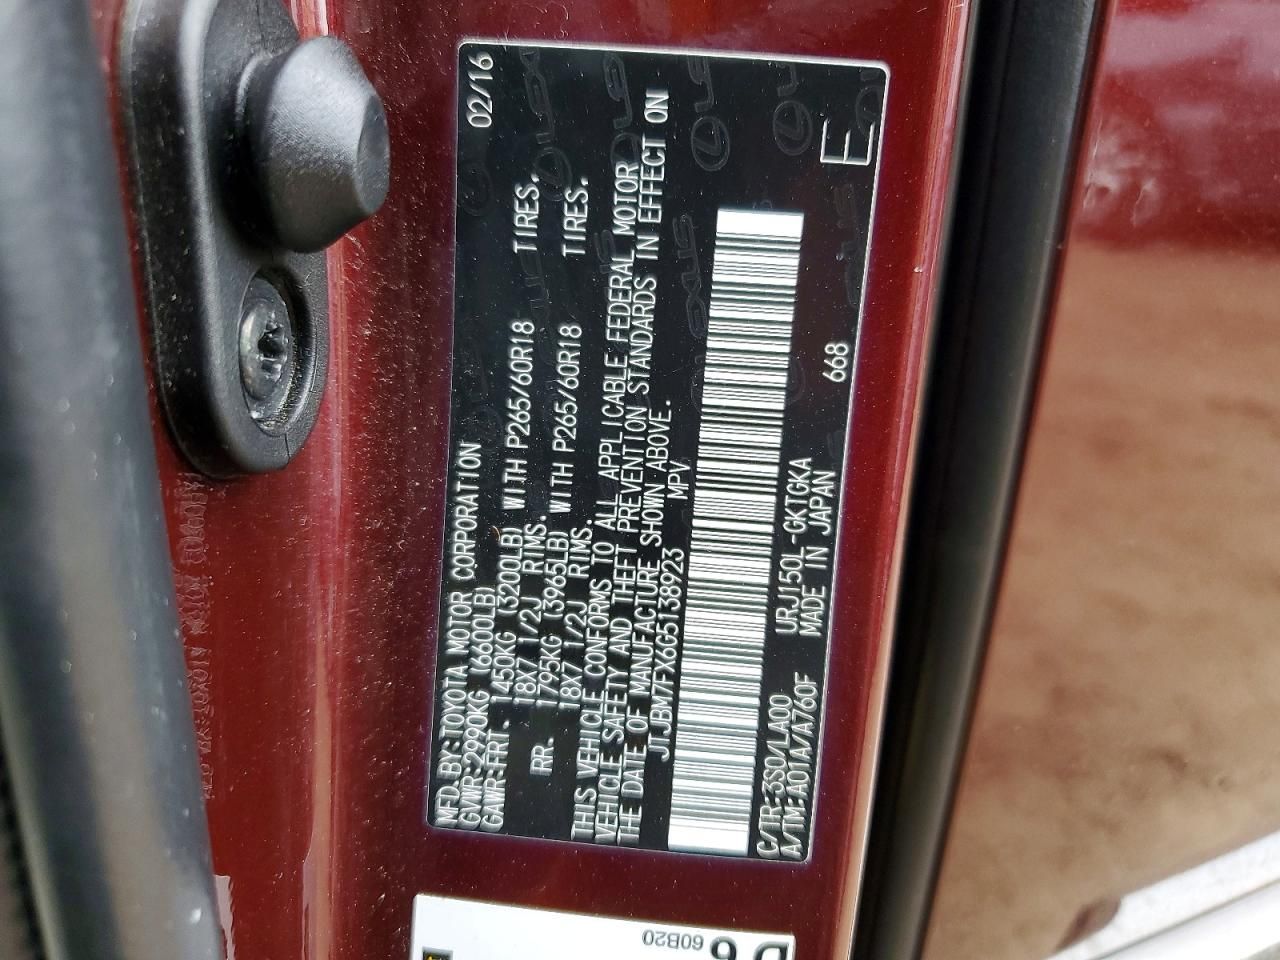 02/16
MFD.BY:TOYOTA MOTOR CORPORATION
GVWR:2990KG (6600LB)
GAWR:FRT. 1450KG (3200LB) WITH P265/60R18 TIRES.
18X7 1/2J RIMS.
RR. 1795KG (3965LB) WITH P265/60R18 TIRES.
18X7 1/2J RIMS.
THIS VEHICLE CONFORMS TO ALL APPLICABLE FEDERAL MOTOR
VEHICLE SAFETY AND THEFT PREVENTION STANDARDS IN EFFECT ON
THE DATE OF MANUFACTURE SHOWN ABOVE.
JTJBM7FX6G5138923 MPV
C/TR:3S0/LA00 URJ150L-GKTGKA 668
A/TM:A01A/A760F MADE IN JAPAN
E
60B20